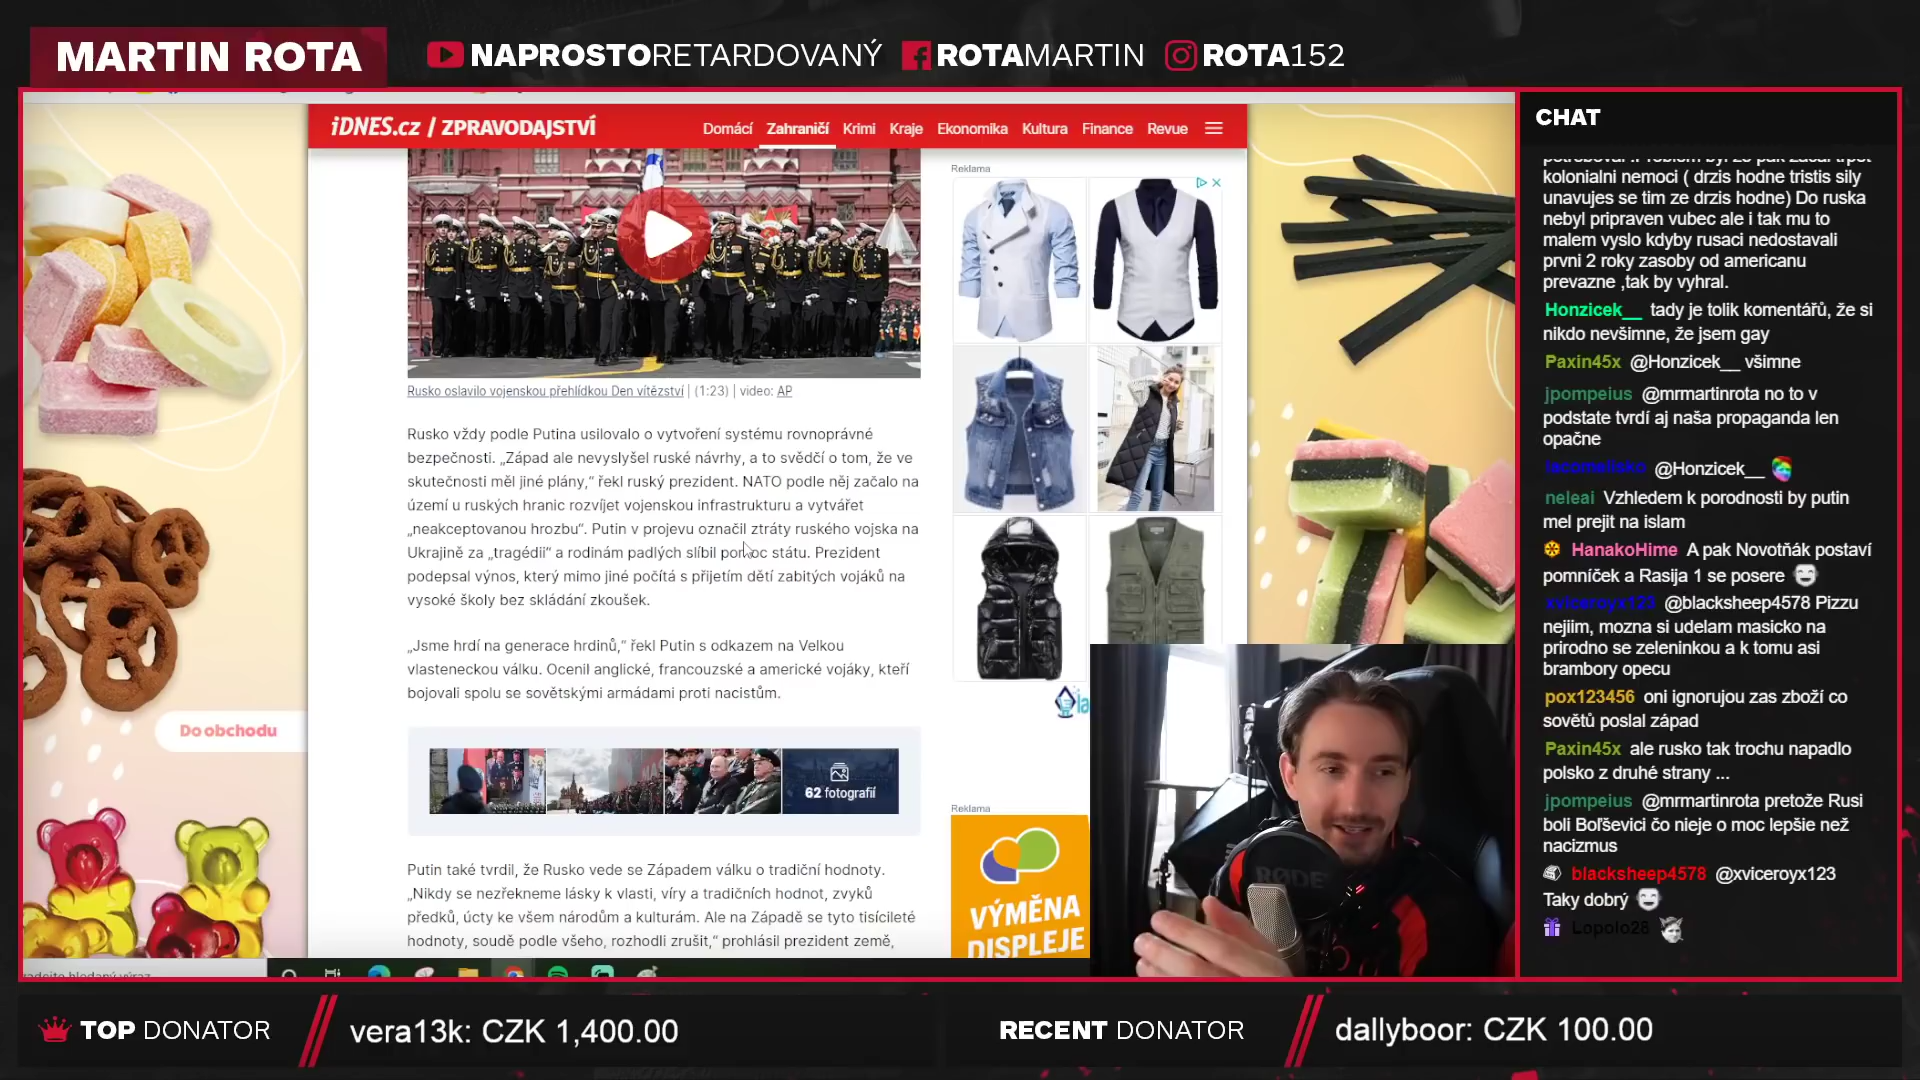 MARTIN ROTA
NAPROSTORETARDOVANÝ
ROTAMARTIN
ROTA152
iDNES.cz / ZPRAVODAJSTVÍ
Domácí Zahraničí Krimi Kraje Ekonomika Kultura Finance Revue
Rusko oslavilo vojenskou přehlídkou Den vítězství | (1:23) | video: AP
Rusko vždy podle Putina usilovalo o vytvoření systému rovnoprávné
bezpečnosti. „Západ ale nevyslyšel ruské návrhy, a to svědčí o tom, že ve
skutečnosti měl jiné plány,“ řekl ruský prezident. NATO podle něj začalo na
území u ruských hranic rozvíjet vojenskou infrastrukturu a vytvářet
„neakceptovanou hrozbu“. Putin v projevu označil ztráty ruského vojska na
Ukrajině za „tragédii“ a rodinám padlých slíbil pomoc státu. Prezident
podepsal výnos, který mimo jiné počítá s přijetím dětí zabitých vojáků na
vysoké školy bez skládání zkoušek.
„Jsme hrdí na generace hrdinů,“ řekl Putin s odkazem na Velkou
vlasteneckou válku. Ocenil anglické, francouzské a americké vojáky, kteří
bojovali spolu se sovětskými armádami proti nacistům.
62 fotografií
Putin také tvrdil, že Rusko vede se Západem válku o tradiční hodnoty.
„Nikdy se nezřekneme lásky k vlasti, víry a tradičních hodnot, zvyků
předků, úcty ke všem národům a kulturám. Ale na Západě se tyto tisícileté
hodnoty, soudě podle všeho, rozhodli zrušit,“ prohlásil prezident země,
Do obchodu
Reklama
Reklama
VÝMĚNA
DISPLEJE
RØDE
CHAT
kolonialni nemoci ( drzis hodne tristis sily
unavujes se tim ze drzis hodne) Do ruska
nebyl pripraven vubec ale i tak mu to
malem vyslo kdyby rusaci nedostavali
prvni 2 roky zasoby od americanu
prevazne ,tak by vyhral.
Honzicek__ tady je tolik komentářů, že si
nikdo nevšimne, že jsem gay
Paxin45x @Honzicek__ všimne
jpompeius @mrmartinrota no to v
podstate tvrdí aj naša propaganda len
opačne
@Honzicek__
neleai Vzhledem k porodnosti by putin
mel prejit na islam
HanakoHime A pak Novotňák postaví
pomníček a Rasija 1 se posere
xviceroyx123 @blacksheep4578 Pizzu
nejiim, mozna si udelam masicko na
prirodno se zeleninkou a k tomu asi
brambory opecu
pox123456 oni ignorujou zas zboží co
sovětů poslal západ
Paxin45x ale rusko tak trochu napadlo
polsko z druhé strany ...
jpompeius @mrmartinrota pretože Rusi
boli Boľševici čo nieje o moc lepšie než
nacizmus
blacksheep4578 @xviceroyx123
Taky dobrý
Lopolo28
TOP DONATOR
vera13k: CZK 1,400.00
RECENT DONATOR
dallyboor: CZK 100.00